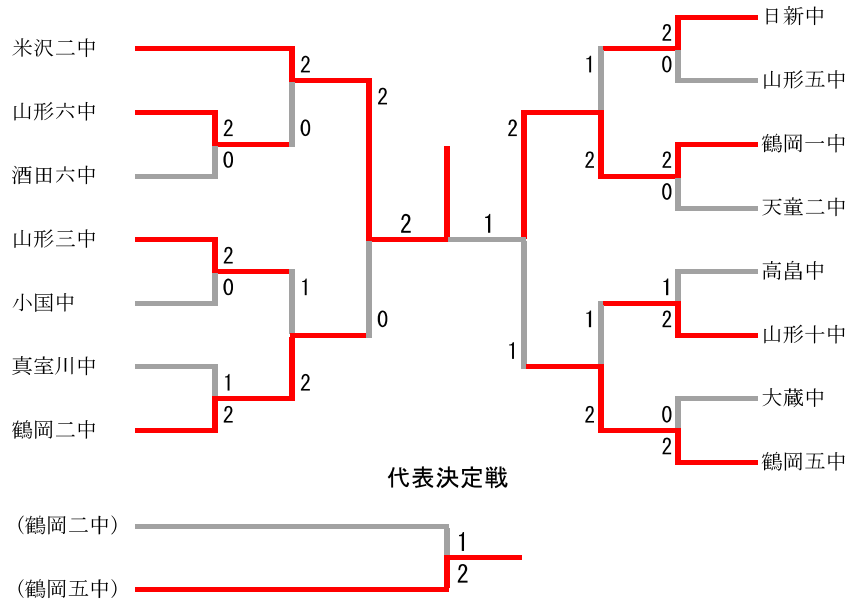 米沢二中
山形六中
酒田六中
山形三中
小国中
真室川中
鶴岡二中
2
0
2
0
2
0
1
2
1
2
2
0
2
1
2
1
1
2
1
2
2
0
2
0
1
2
0
2
日新中
山形五中
鶴岡一中
天童二中
高畠中
山形十中
大蔵中
鶴岡五中
代表決定戦
（鶴岡二中）
（鶴岡五中）
1
2